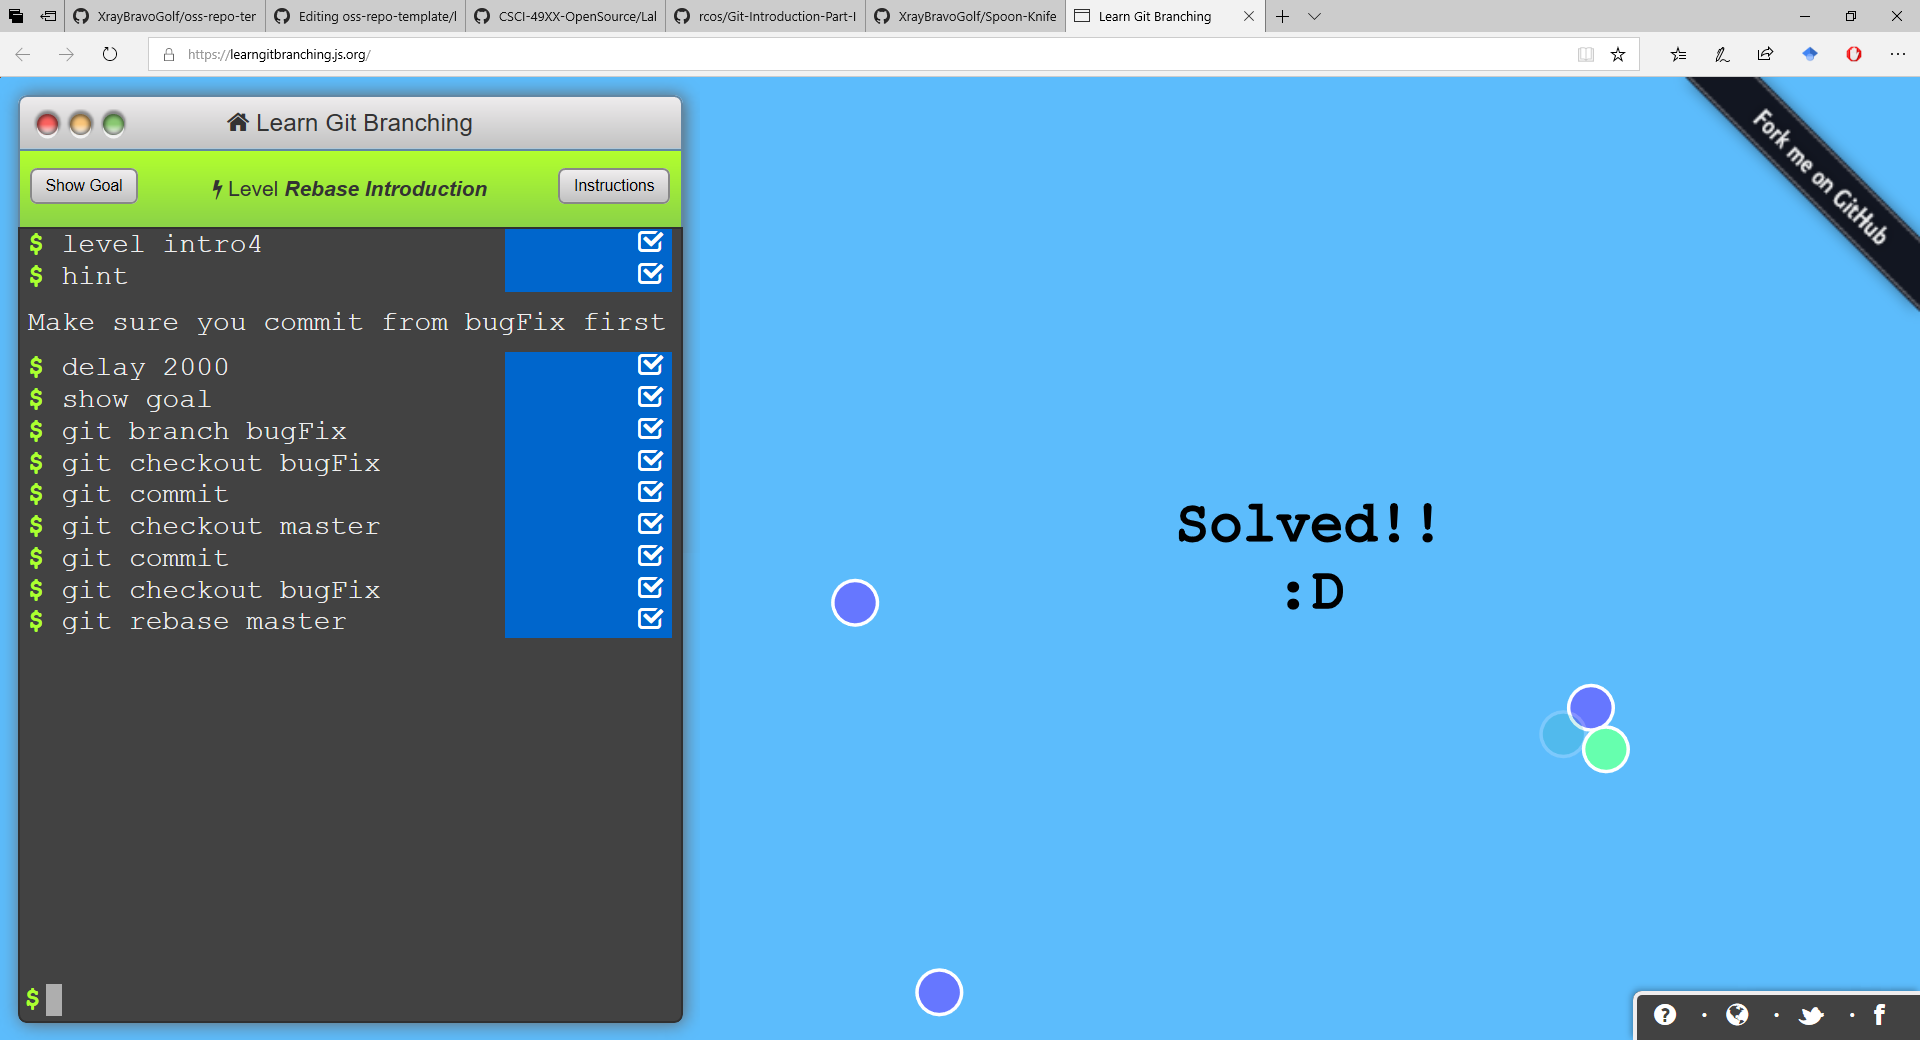 XrayBravoGolf/oss-repo-ter
Editing oss-repo-template/l
CSCI-49XX-OpenSource/Lal
rcos/Git-Introduction-Part-I
XrayBravoGolf/Spoon-Knife
Learn Git Branching
https://learngitbranching.js.org/
Fork me on GitHub
Learn Git Branching
Show Goal
Level Rebase Introduction
Instructions
$ level intro4
$ hint
Make sure you commit from bugFix first
$ delay 2000
$ show goal
$ git branch bugFix
$ git checkout bugFix
$ git commit
$ git checkout master
$ git commit
$ git checkout bugFix
$ git rebase master
$
Solved!!
:D